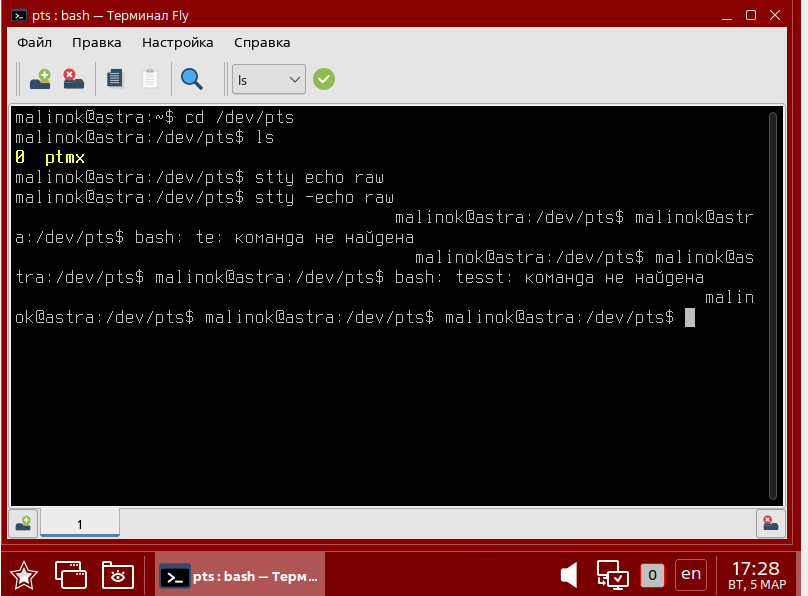 pts : bash — Терминал Fly
Файл Правка Настройка Справка
ls
malinok@astra:~$ cd /dev/pts
malinok@astra:/dev/pts$ ls
0 ptmx
malinok@astra:/dev/pts$ stty echo raw
malinok@astra:/dev/pts$ stty -echo raw
malinok@astra:/dev/pts$ malinok@astr
a:/dev/pts$ bash: te: команда не найдена
malinok@astra:/dev/pts$ malinok@as
tra:/dev/pts$ malinok@astra:/dev/pts$ bash: tesst: команда не найдена
malin
ok@astra:/dev/pts$ malinok@astra:/dev/pts$ malinok@astra:/dev/pts$
1
pts : bash — Терм...
0
en
17:28
ВТ, 5 МАР